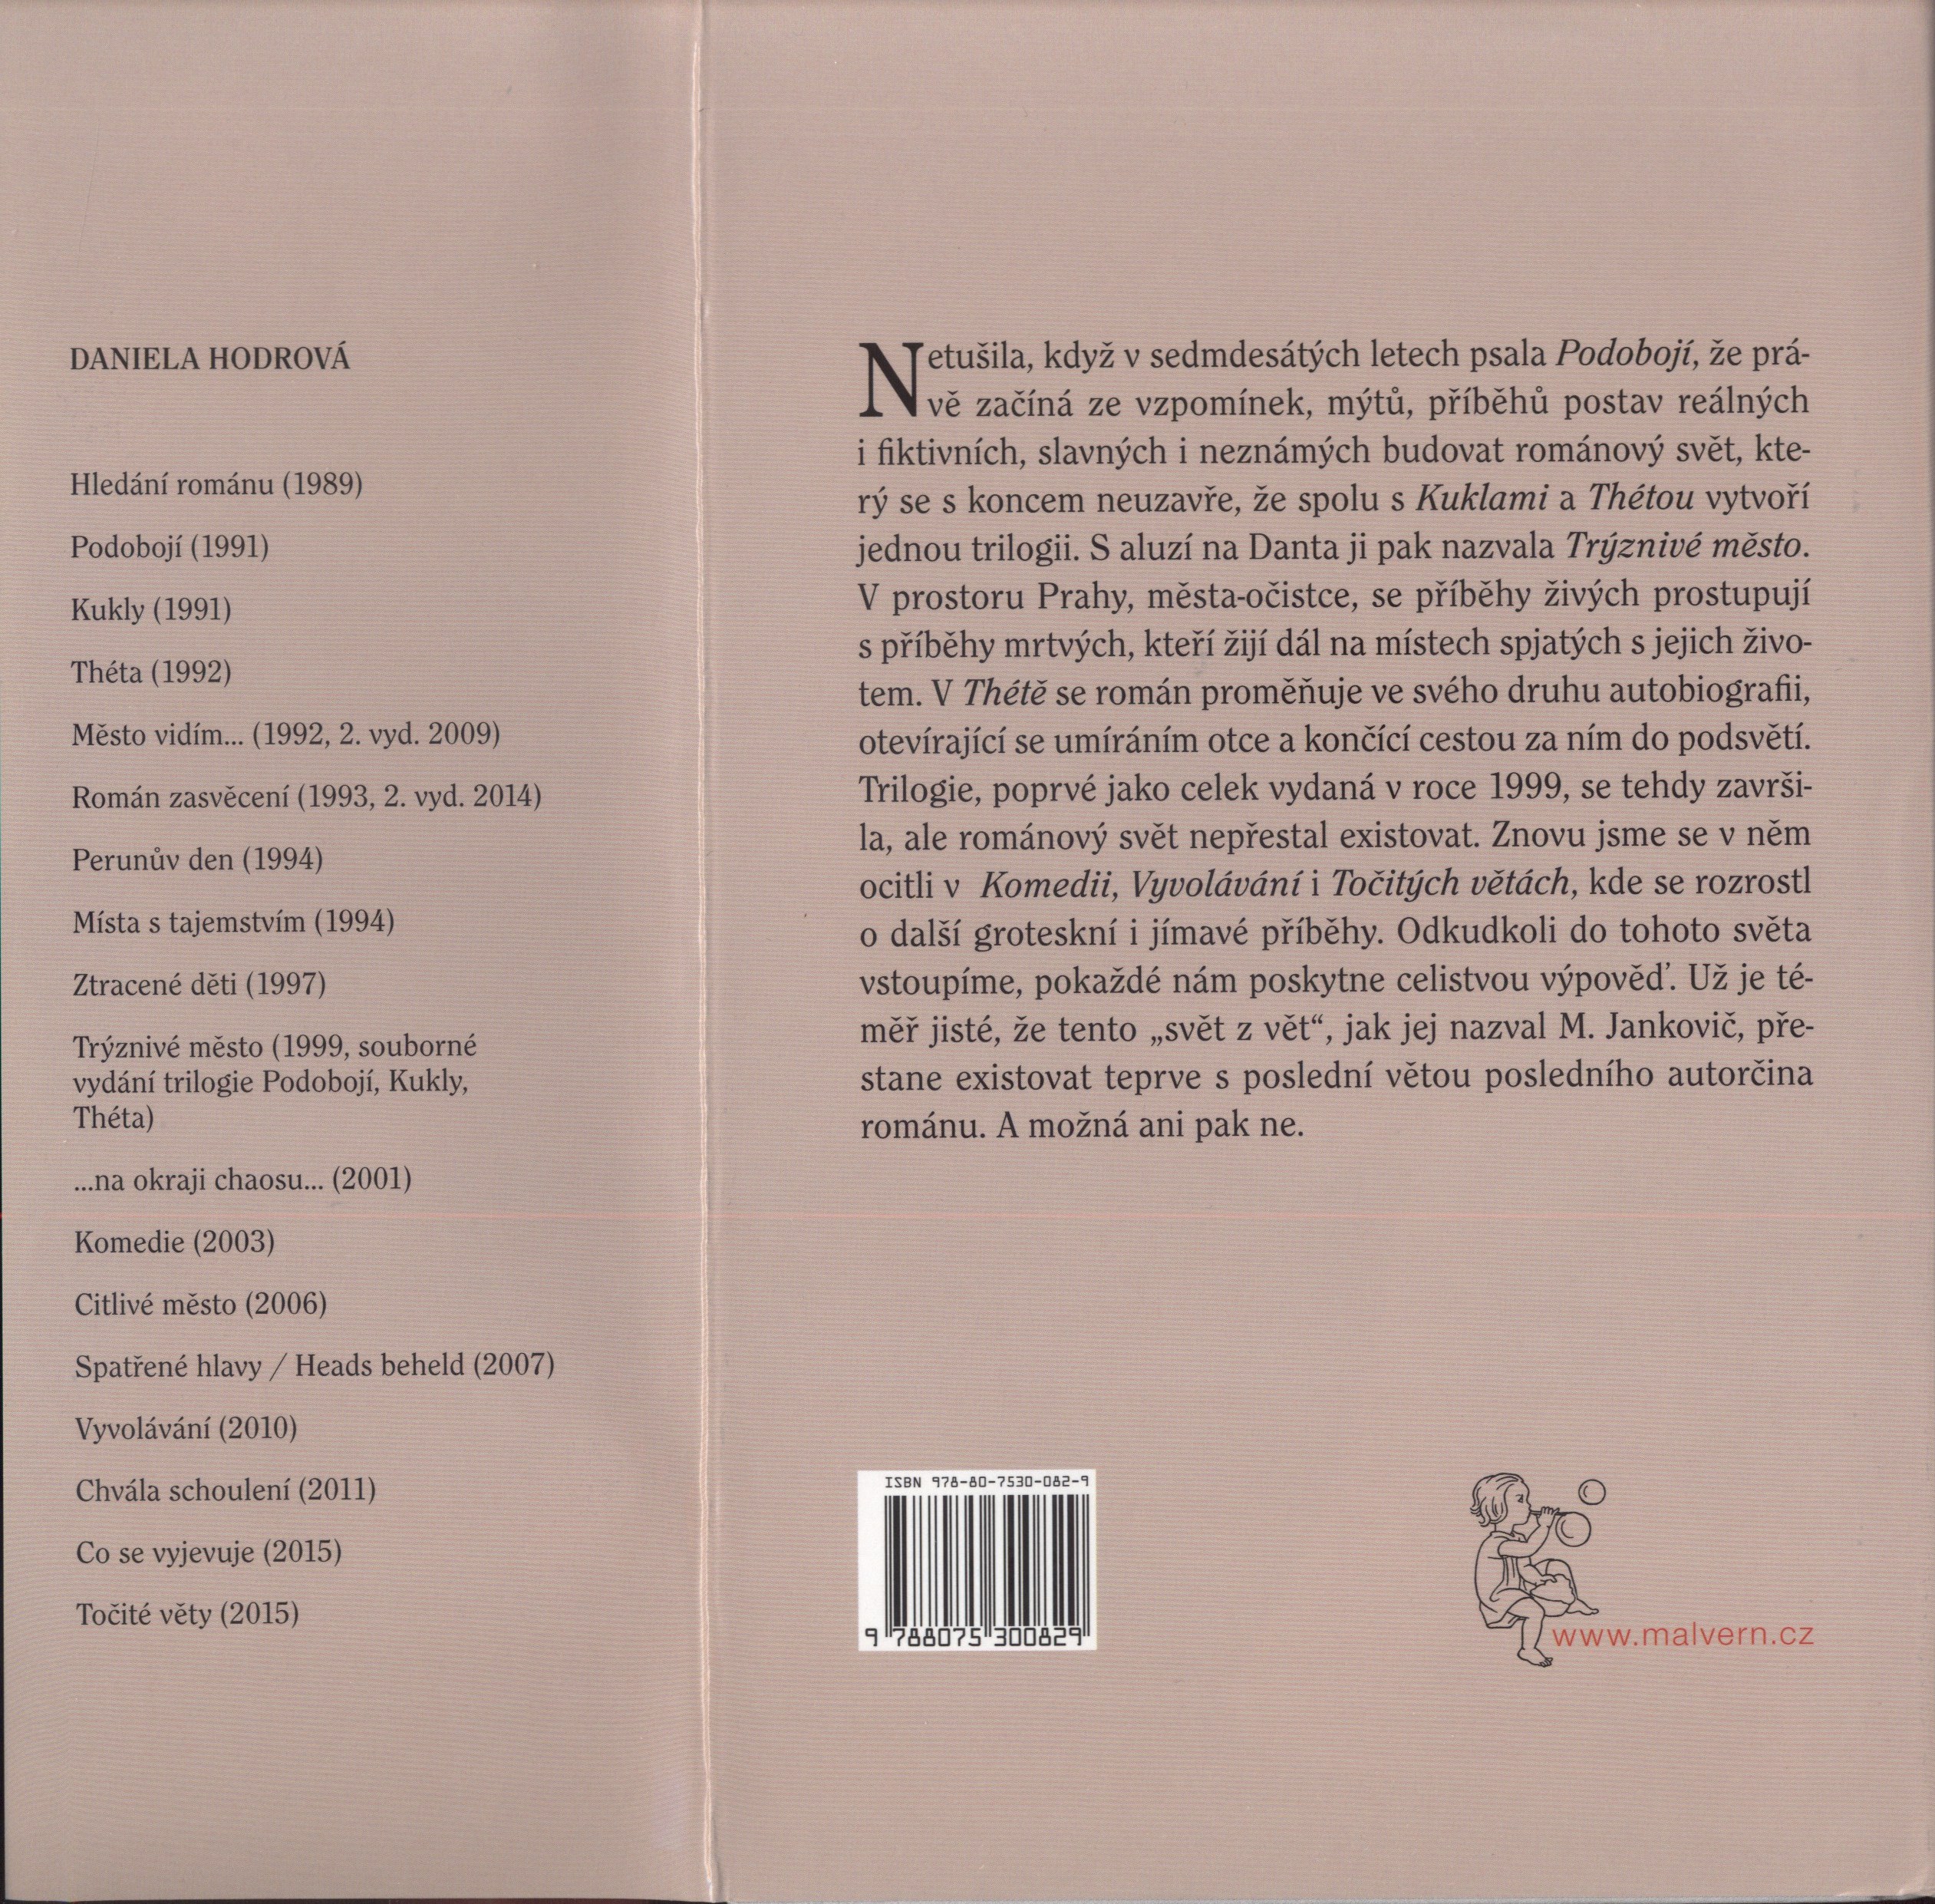 DANIELA HODROVÁ
Hledání románu (1989)
Podobojí (1991)
Kukly (1991)
Théta (1992)
Město vidím... (1992, 2. vyd. 2009)
Román zasvěcení (1993, 2. vyd. 2014)
Perunův den (1994)
Místa s tajemstvím (1994)
Ztracené děti (1997)
Trýznivé město (1999, souborné
vydání trilogie Podobojí, Kukly,
Théta)
...na okraji chaosu... (2001)
Komedie (2003)
Citlivé město (2006)
Spatřené hlavy / Heads beheld (2007)
Vyvolávání (2010)
Chvála schoulení (2011)
Co se vyjevuje (2015)
Točité věty (2015)
Netušila, když v sedmdesátých letech psala Podobojí, že prá-
vě začíná ze vzpomínek, mýtů, příběhů postav reálných
i fiktivních, slavných i neznámých budovat románový svět, kte-
rý se s koncem neuzavře, že spolu s Kuklami a Thétou vytvoří
jednou trilogii. S aluzí na Danta ji pak nazvala Trýznivé město.
V prostoru Prahy, města-očistce, se příběhy živých prostupují
s příběhy mrtvých, kteří žijí dál na místech spjatých s jejich živo-
tem. V Thétě se román proměňuje ve svého druhu autobiografii,
otevírající se umíráním otce a končící cestou za ním do podsvětí.
Trilogie, poprvé jako celek vydaná v roce 1999, se tehdy završi-
la, ale románový svět nepřestal existovat. Znovu jsme se v něm
ocitli v Komedii, Vyvolávání i Točitých větách, kde se rozrostl
o další groteskní i jímavé příběhy. Odkudkoli do tohoto světa
vstoupíme, pokaždé nám poskytne celistvou výpověď. Už je té-
měř jisté, že tento „svět z vět“, jak jej nazval M. Jankovič, pře-
stane existovat teprve s poslední větou posledního autorčina
románu. A možná ani pak ne.
ISBN 978-80-7530-082-9
9 788075 300829
www.malvern.cz